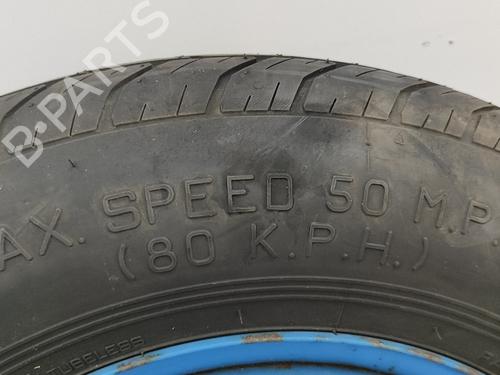 B-PARTS
AX. SPEED 50 M.P.
(80 K.P.H.)
TUBELESS